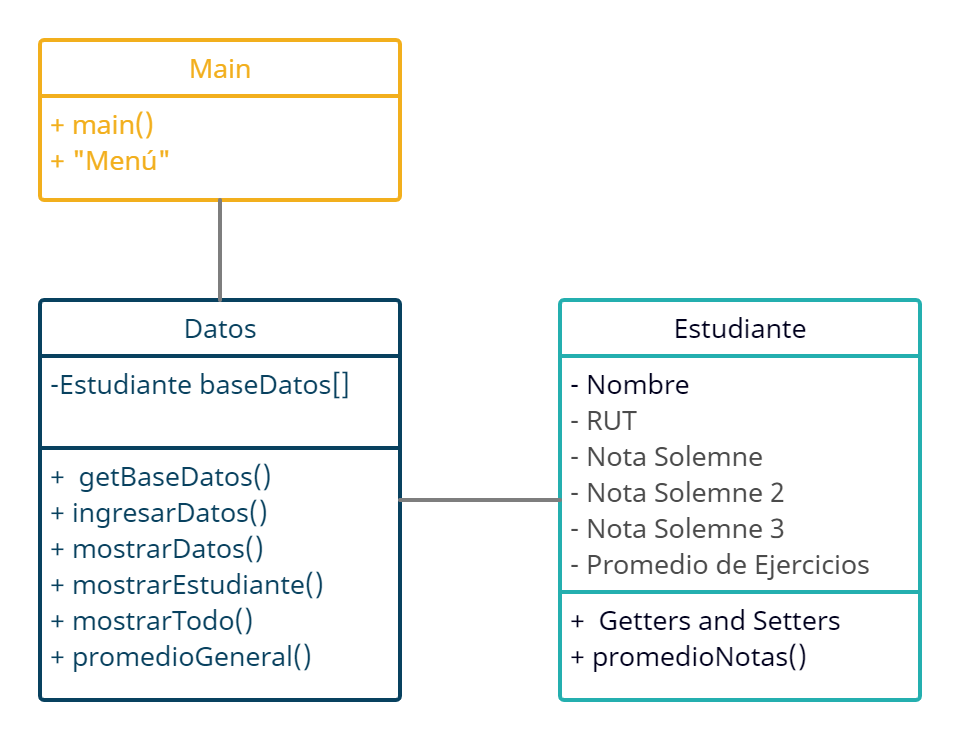 Main
+ main()
+ "Menú"
Datos
-Estudiante baseDatos[]
+  getBaseDatos()
+ ingresarDatos()
+ mostrarDatos()
+ mostrarEstudiante()
+ mostrarTodo()
+ promedioGeneral()
Estudiante
- Nombre
- RUT
- Nota Solemne
- Nota Solemne 2
- Nota Solemne 3
- Promedio de Ejercicios
+  Getters and Setters
+ promedioNotas()